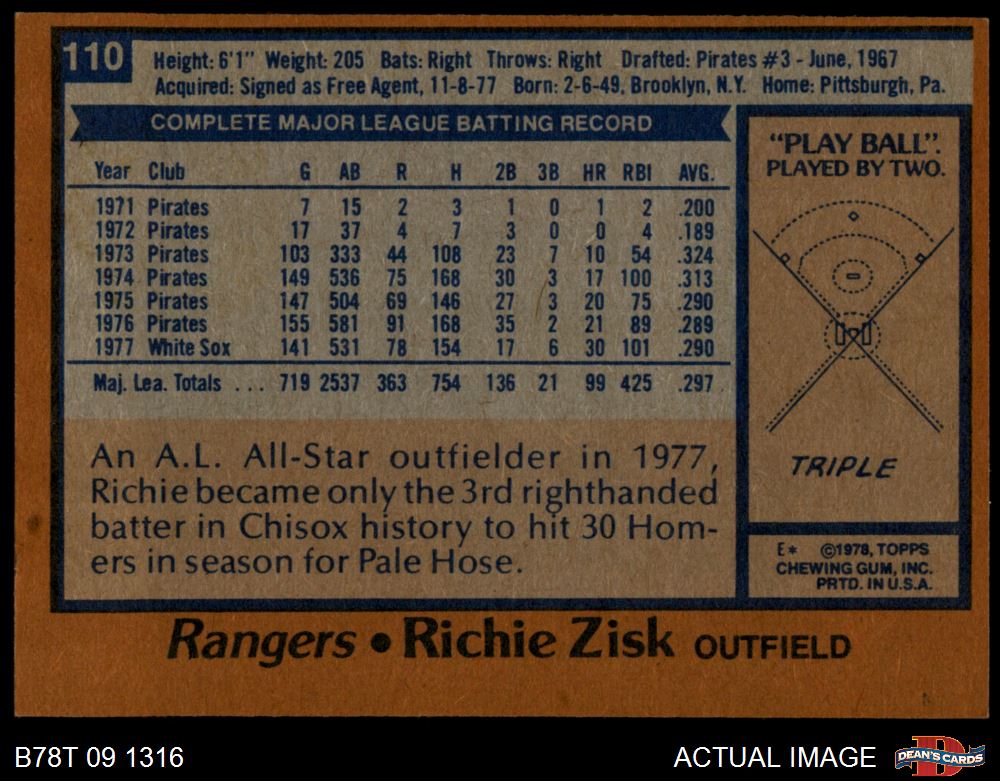 110
Height: 6'1" Weight: 205 Bats: Right Throws: Right Drafted: Pirates #3 - June, 1967
Acquired: Signed as Free Agent, 11-8-77 Born: 2-6-49, Brooklyn, N.Y. Home: Pittsburgh, Pa.
COMPLETE MAJOR LEAGUE BATTING RECORD
Year Club G AB R H 2B 3B HR RBI AVG.
1971 Pirates 7 15 2 3 1 0 1 2 .200
1972 Pirates 17 37 4 7 3 0 0 4 .189
1973 Pirates 103 333 44 108 23 7 10 54 .324
1974 Pirates 149 536 75 168 30 3 17 100 .313
1975 Pirates 147 504 69 146 27 3 20 75 .290
1976 Pirates 155 581 91 168 35 2 21 89 .289
1977 White Sox 141 531 78 154 17 6 30 101 .290
Maj. Lea. Totals ... 719 2537 363 754 136 21 99 425 .297
An A.L. All-Star outfielder in 1977,
Richie became only the 3rd righthanded
batter in Chisox history to hit 30 Hom-
ers in season for Pale Hose.
"PLAY BALL".
PLAYED BY TWO.
TRIPLE
E* ©1978, TOPPS
CHEWING GUM, INC.
PRTD. IN U.S.A.
Rangers • Richie Zisk OUTFIELD
B78T 09 1316
ACTUAL IMAGE
D
DEAN'S CARDS